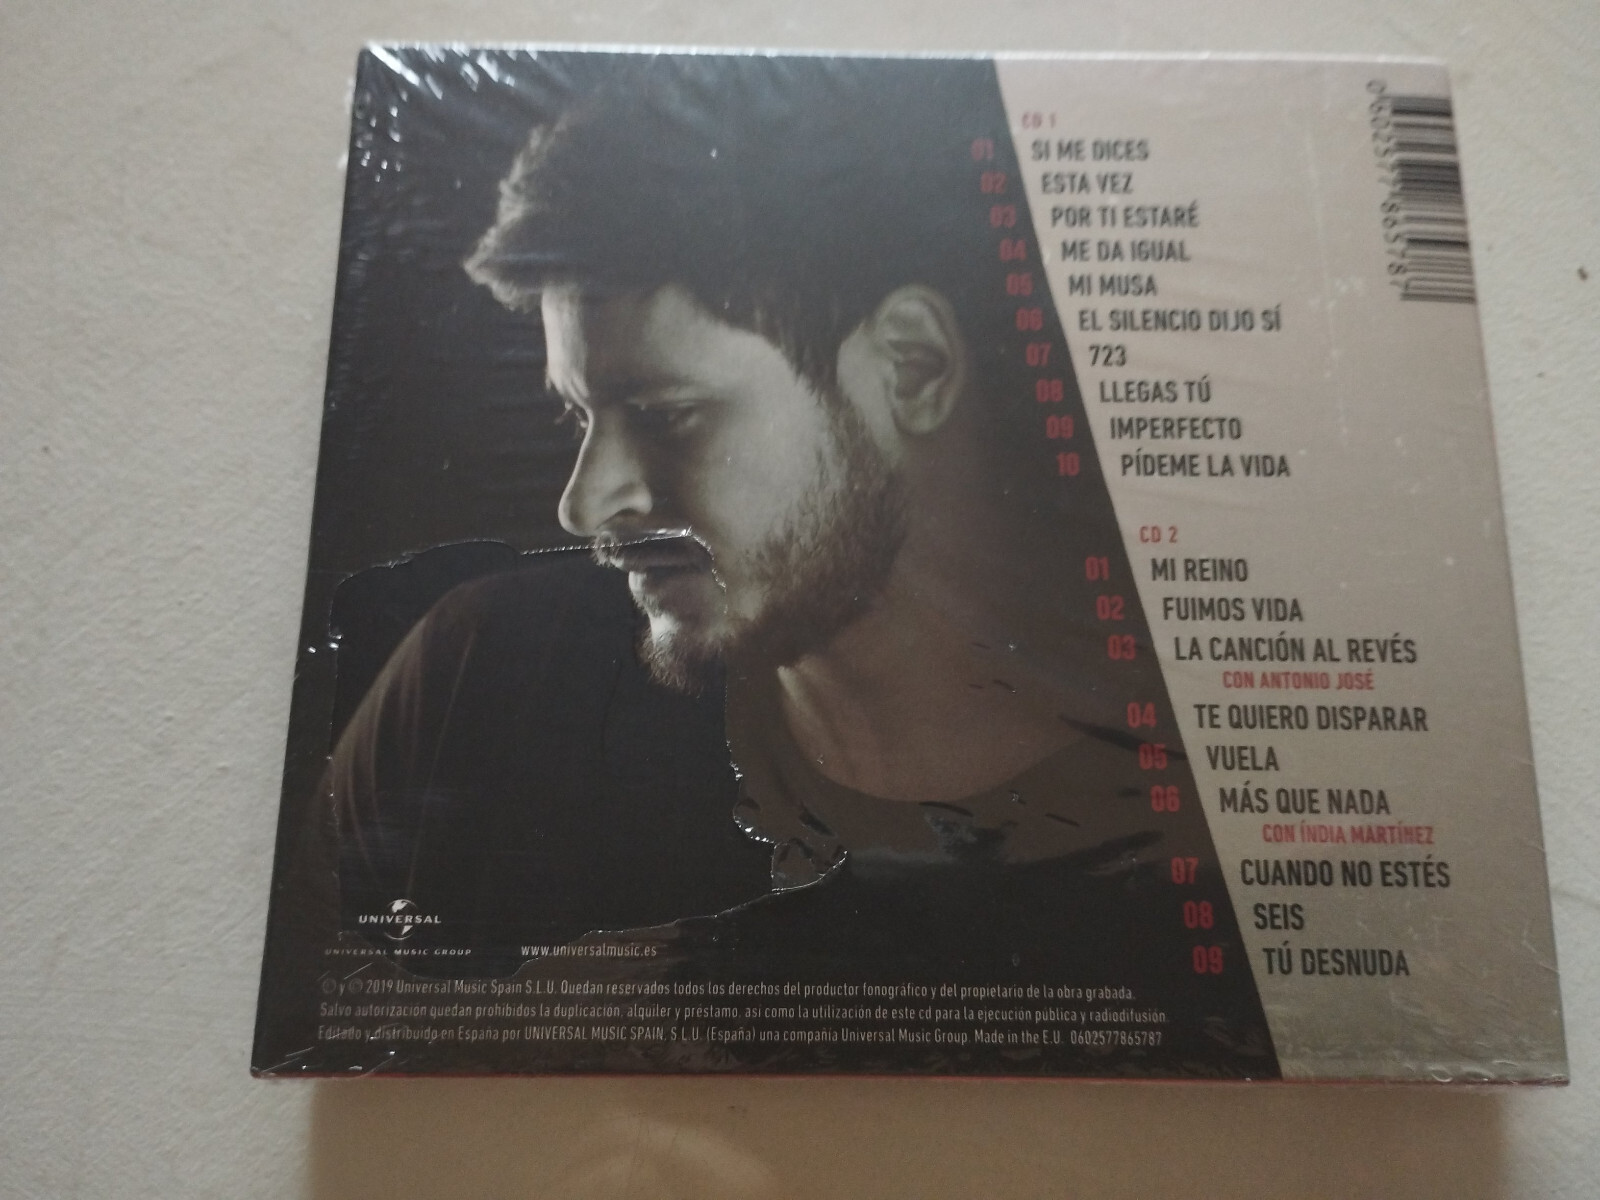 CD 1
01 SI ME DICES
02 ESTA VEZ
03 POR TI ESTARÉ
04 ME DA IGUAL
05 MI MUSA
06 EL SILENCIO DIJO SÍ
07 723
08 LLEGAS TÚ
09 IMPERFECTO
10 PÍDEME LA VIDA
CD 2
01 MI REINO
02 FUIMOS VIDA
03 LA CANCIÓN AL REVÉS
CON ANTONIO JOSÉ
04 TE QUIERO DISPARAR
05 VUELA
06 MÁS QUE NADA
CON ÍNDIA MARTÍNEZ
07 CUANDO NO ESTÉS
08 SEIS
09 TÚ DESNUDA
0602577865787
UNIVERSAL
UNIVERSAL MUSIC GROUP
www.universalmusic.es
℗ y © 2019 Universal Music Spain S.L.U. Quedan reservados todos los derechos del productor fonográfico y del propietario de la obra grabada.
Salvo autorización quedan prohibidos la duplicación, alquiler y préstamo, así como la utilización de este cd para la ejecución pública y radiodifusión.
Editado y distribuido en España por UNIVERSAL MUSIC SPAIN, S.L.U. (España) una compañía Universal Music Group. Made in the E.U. 0602577865787